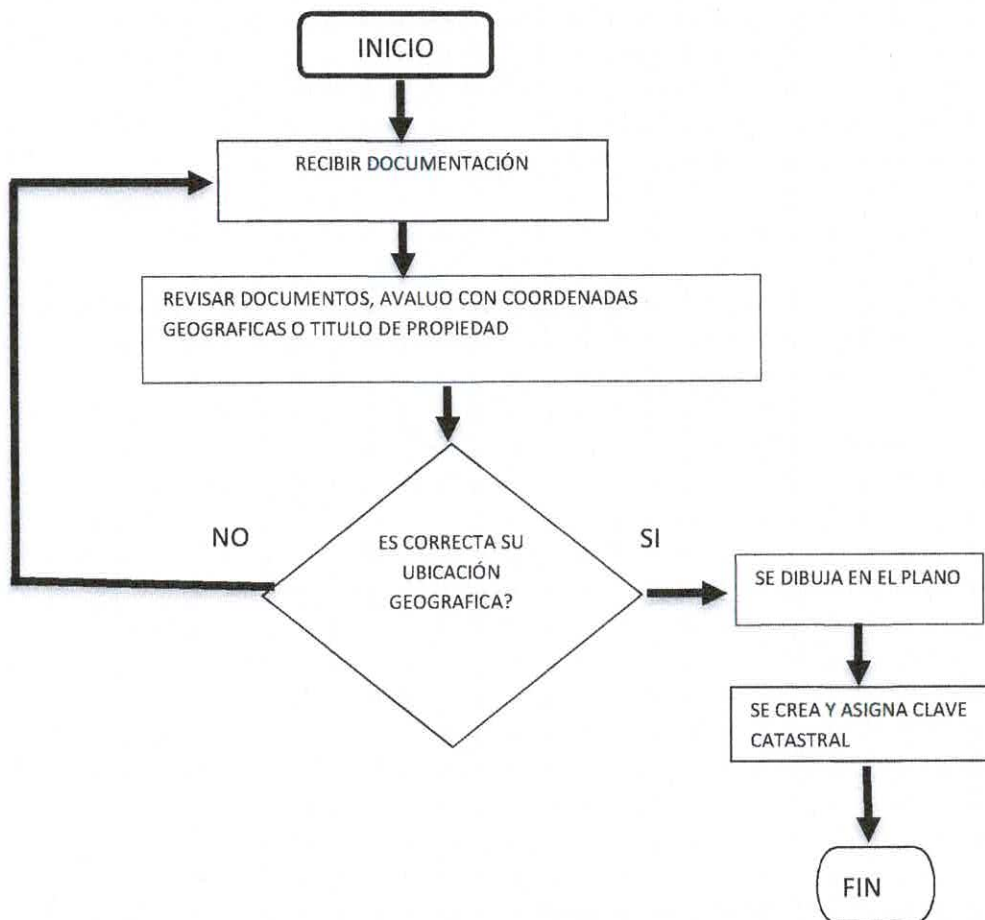 INICIO
RECIBIR DOCUMENTACIÓN
REVISAR DOCUMENTOS, AVALUO CON COORDENADAS
GEOGRAFICAS O TITULO DE PROPIEDAD
NO
ES CORRECTA SU
UBICACIÓN
GEOGRAFICA?
SI
SE DIBUJA EN EL PLANO
SE CREA Y ASIGNA CLAVE
CATASTRAL
FIN